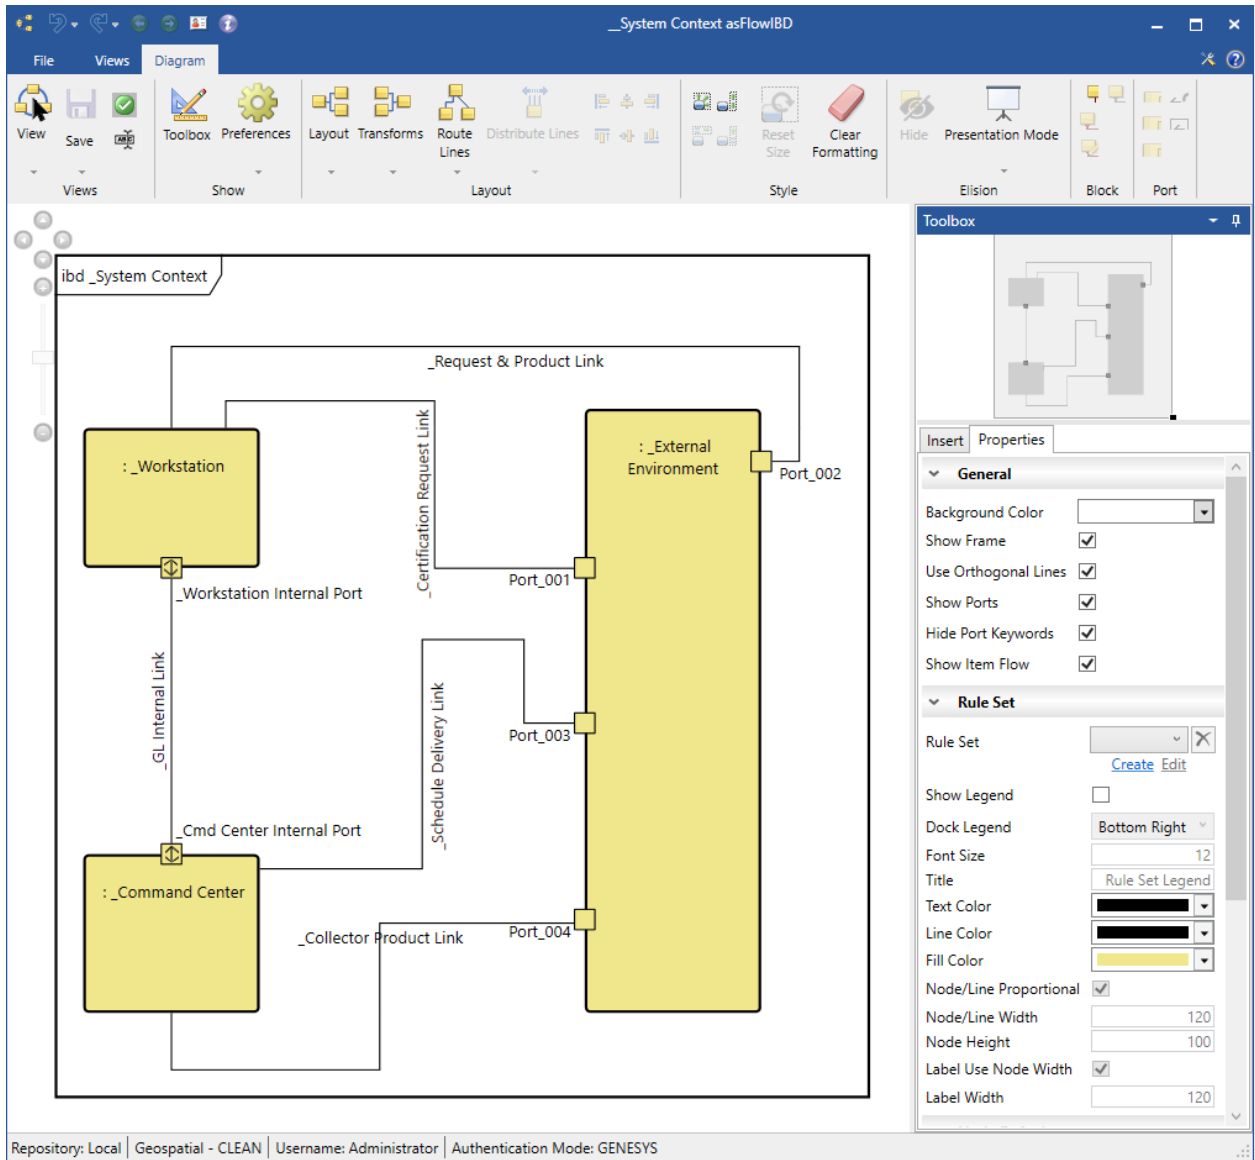 __System Context asFlowIBD
File Views Diagram
View Save Toolbox Preferences Layout Transforms Route Lines Distribute Lines Reset Size Clear Formatting Hide Presentation Mode
Views Show Layout Style Elision Block Port
ibd _System Context
_Request & Product Link
_Certification Request Link
: _Workstation
: _External
Environment
Port_002
Port_001
_Workstation Internal Port
_GL Internal Link
_Schedule Delivery Link
Port_003
_Cmd Center Internal Port
: _Command Center
_Collector Product Link
Port_004
Toolbox
Insert Properties
General
Background Color
Show Frame
Use Orthogonal Lines
Show Ports
Hide Port Keywords
Show Item Flow
Rule Set
Rule Set
Create Edit
Show Legend
Dock Legend Bottom Right
Font Size 12
Title Rule Set Legend
Text Color
Line Color
Fill Color
Node/Line Proportional
Node/Line Width 120
Node Height 100
Label Use Node Width
Label Width 120
Repository: Local Geospatial - CLEAN Username: Administrator Authentication Mode: GENESYS